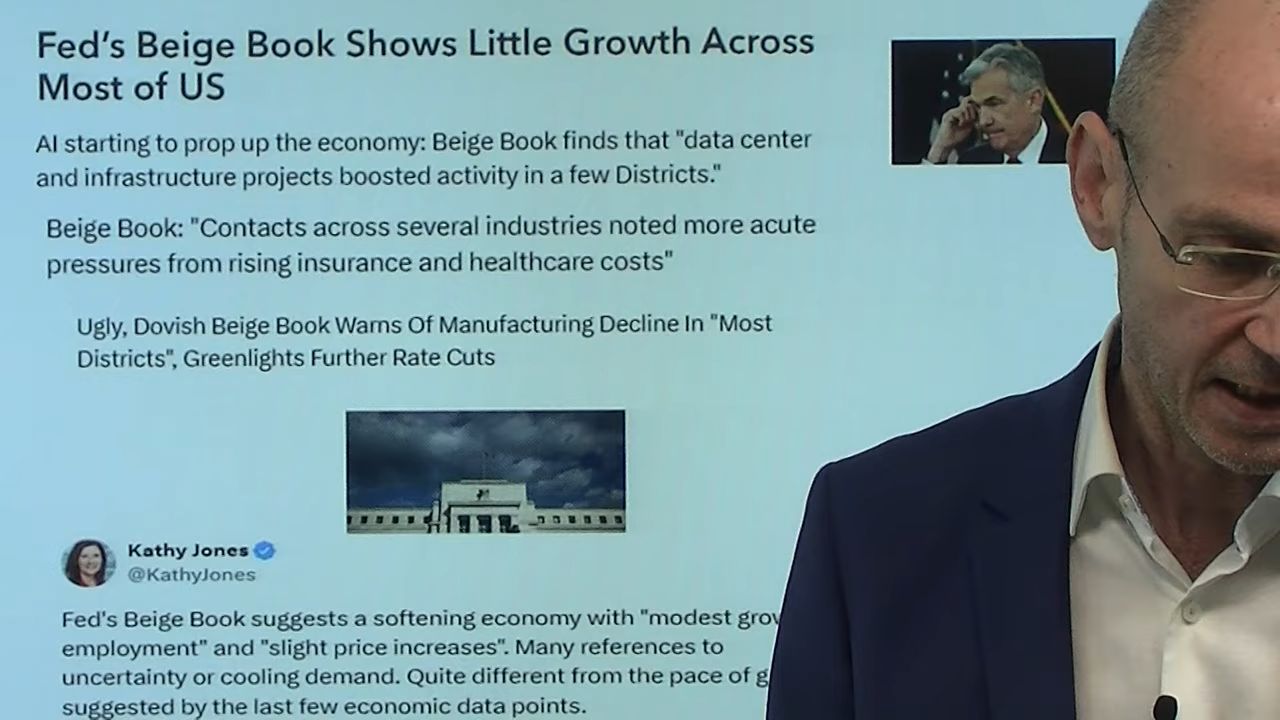 Fed's Beige Book Shows Little Growth Across
Most of US
AI starting to prop up the economy: Beige Book finds that "data center
and infrastructure projects boosted activity in a few Districts."
Beige Book: "Contacts across several industries noted more acute
pressures from rising insurance and healthcare costs"
Ugly, Dovish Beige Book Warns Of Manufacturing Decline In "Most
Districts", Greenlights Further Rate Cuts
Kathy Jones
@KathyJones
Fed's Beige Book suggests a softening economy with "modest
employment" and "slight price increases". Many references to
uncertainty or cooling demand. Quite different from the pace of
suggested by the last few economic data points.